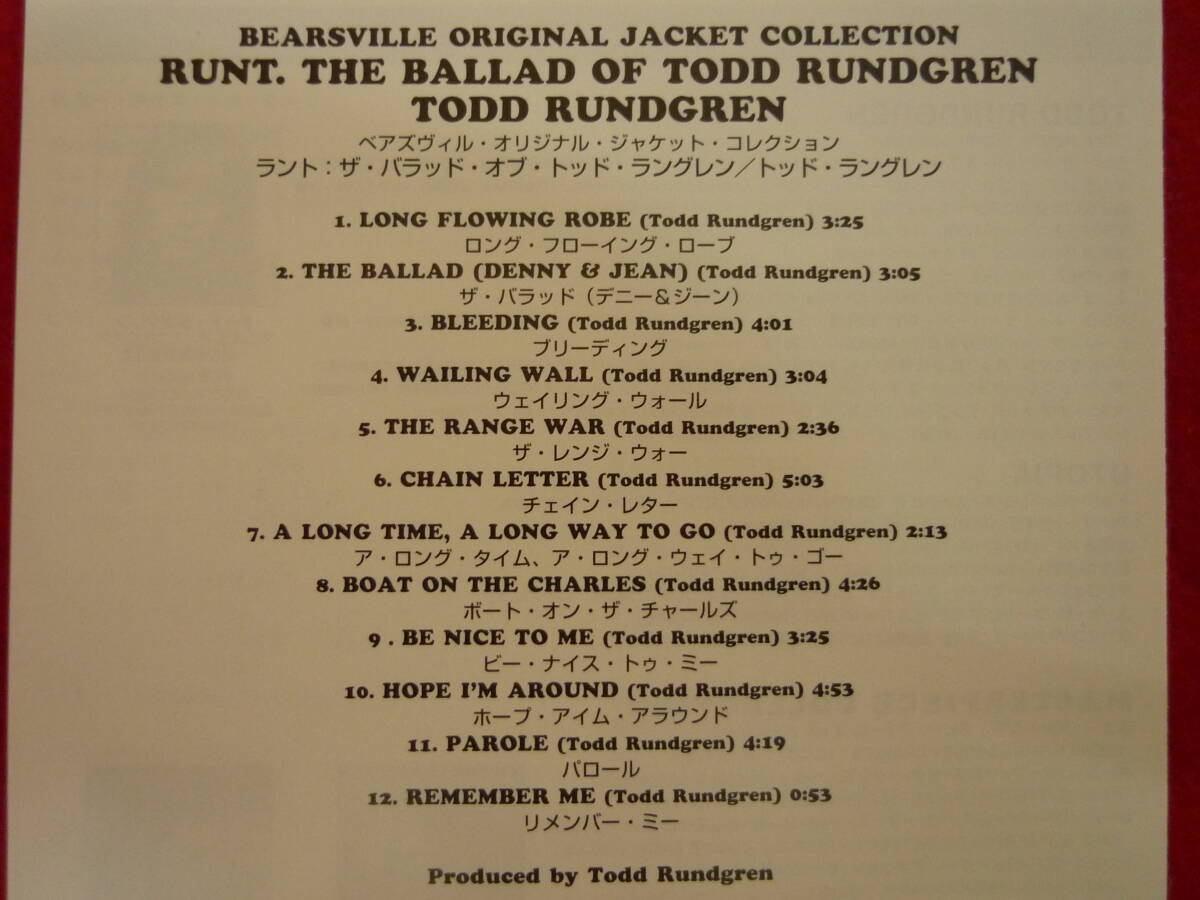 BEARSVILLE ORIGINAL JACKET COLLECTION
RUNT. THE BALLAD OF TODD RUNDGREN
TODD RUNDGREN
ベアズヴィル・オリジナル・ジャケット・コレクション
ラント：ザ・バラッド・オブ・トッド・ラングレン／トッド・ラングレン
1. LONG FLOWING ROBE (Todd Rundgren) 3:25
ロング・フローイング・ローブ
2. THE BALLAD (DENNY & JEAN) (Todd Rundgren) 3:05
ザ・バラッド（デニー＆ジーン）
3. BLEEDING (Todd Rundgren) 4:01
ブリーディング
4. WAILING WALL (Todd Rundgren) 3:04
ウェイリング・ウォール
5. THE RANGE WAR (Todd Rundgren) 2:36
ザ・レンジ・ウォー
6. CHAIN LETTER (Todd Rundgren) 5:03
チェイン・レター
7. A LONG TIME, A LONG WAY TO GO (Todd Rundgren) 2:13
ア・ロング・タイム、ア・ロング・ウェイ・トゥ・ゴー
8. BOAT ON THE CHARLES (Todd Rundgren) 4:26
ボート・オン・ザ・チャールズ
9 . BE NICE TO ME (Todd Rundgren) 3:25
ビー・ナイス・トゥ・ミー
10. HOPE I'M AROUND (Todd Rundgren) 4:53
ホープ・アイム・アラウンド
11. PAROLE (Todd Rundgren) 4:19
パロール
12. REMEMBER ME (Todd Rundgren) 0:53
リメンバー・ミー
Produced by Todd Rundgren